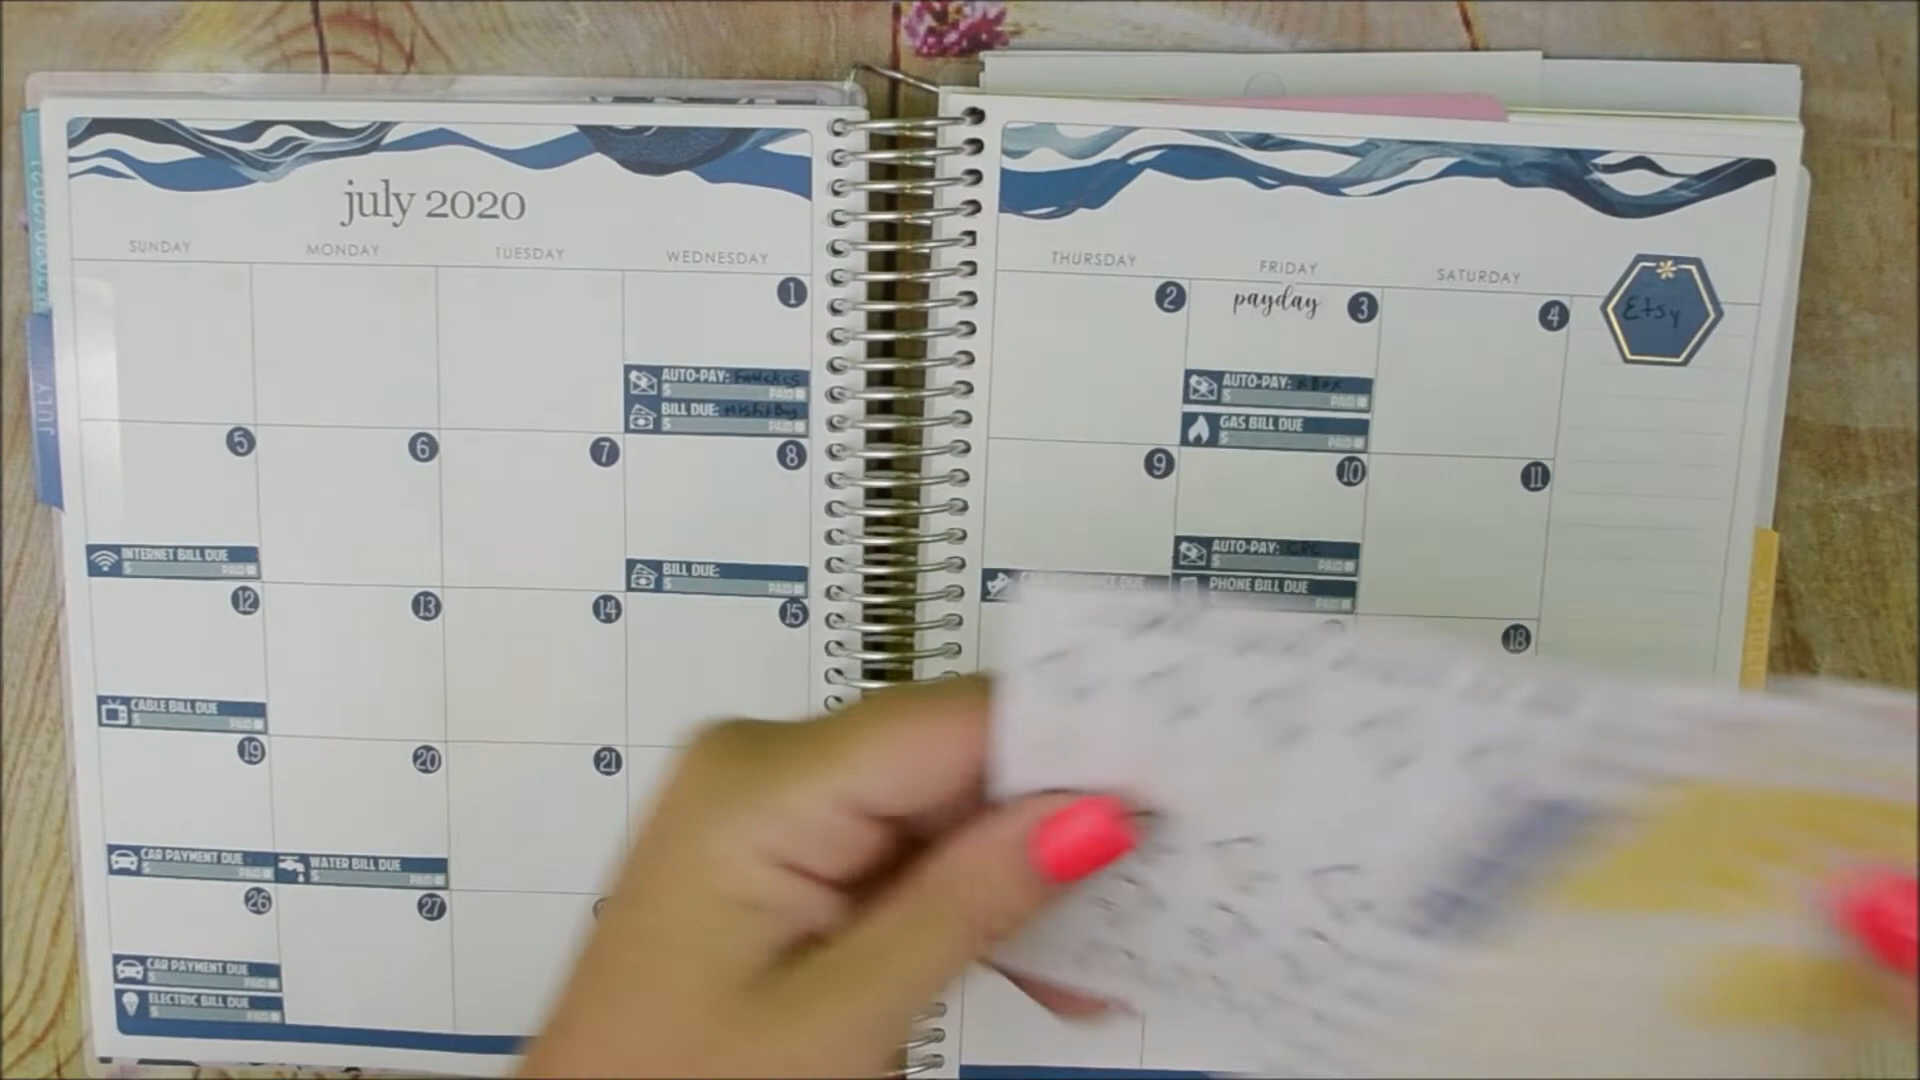 july 2020
SUNDAY MONDAY TUESDAY WEDNESDAY
THURSDAY FRIDAY SATURDAY
1
AUTO-PAY:
$ PAID
BILL DUE:
$ PAID
2
payday 3
AUTO-PAY:
$ PAID
GAS BILL DUE
$ PAID
4
Etsy
5
INTERNET BILL DUE
$ PAID
6
7
8
BILL DUE:
$ PAID
9
10
AUTO-PAY:
$ PAID
PHONE BILL DUE
PAID
11
12
CABLE BILL DUE
$ PAID
13
14
15
18
19
CAR PAYMENT DUE
$ PAID
20
WATER BILL DUE
$ PAID
21
26
CAR PAYMENT DUE
$ PAID
ELECTRIC BILL DUE
$ PAID
27
JULY